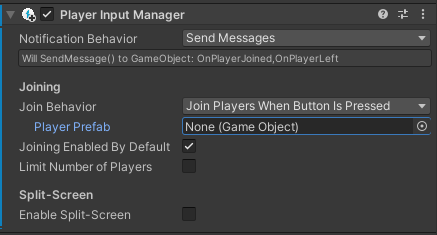 Player Input Manager
Notification Behavior Send Messages
Will SendMessage() to GameObject: OnPlayerJoined,OnPlayerLeft
Joining
Join Behavior Join Players When Button Is Pressed
Player Prefab None (Game Object)
Joining Enabled By Default
Limit Number of Players
Split-Screen
Enable Split-Screen